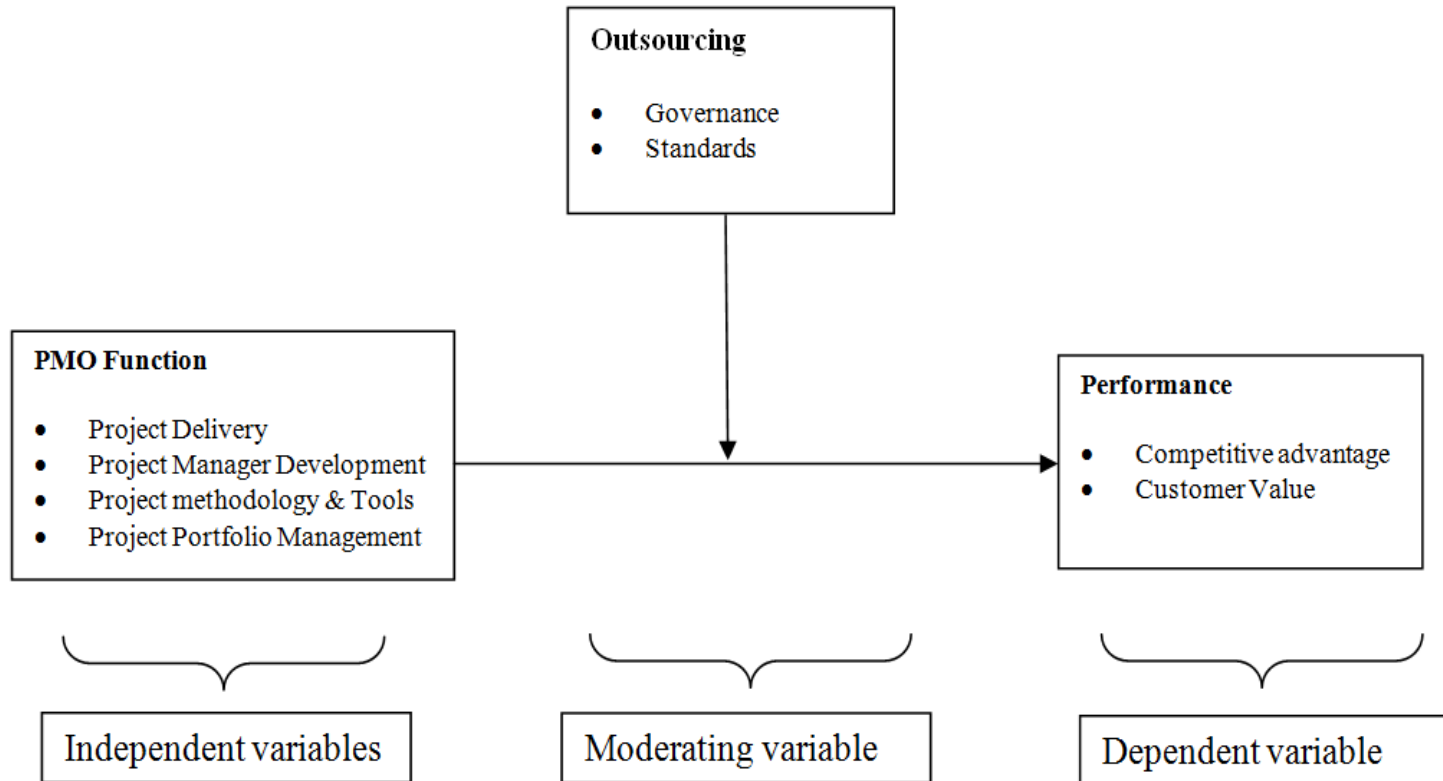 Outsourcing
• Governance
• Standards
PMO Function
• Project Delivery
• Project Manager Development
• Project methodology & Tools
• Project Portfolio Management
Performance
• Competitive advantage
• Customer Value
Independent variables
Moderating variable
Dependent variable